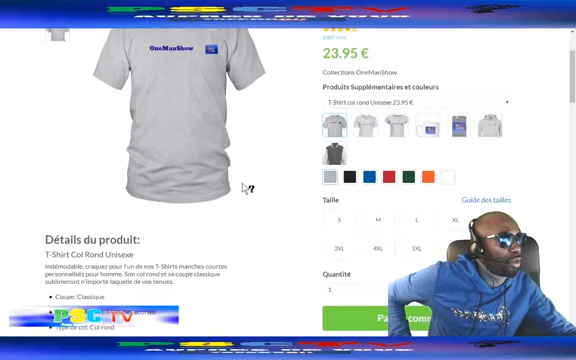 OneManShow
23.95 €
Collections OneManShow
Produits Supplémentaires et couleurs
T-Shirt col rond Unisexe 23.95 €
Taille
Guide des tailles
S
M
L
XL
3XL
4XL
5XL
Quantité
1
Détails du produit:
T-Shirt Col Rond Unisexe
Indémodable, craquez pour l'un de nos T-Shirts manches courtes
personnalisés pour homme. Son col rond et sa coupe classique
sublimeront n'importe laquelle de vos tenues.
Coupe: Classique
Type de col: Col rond
TV